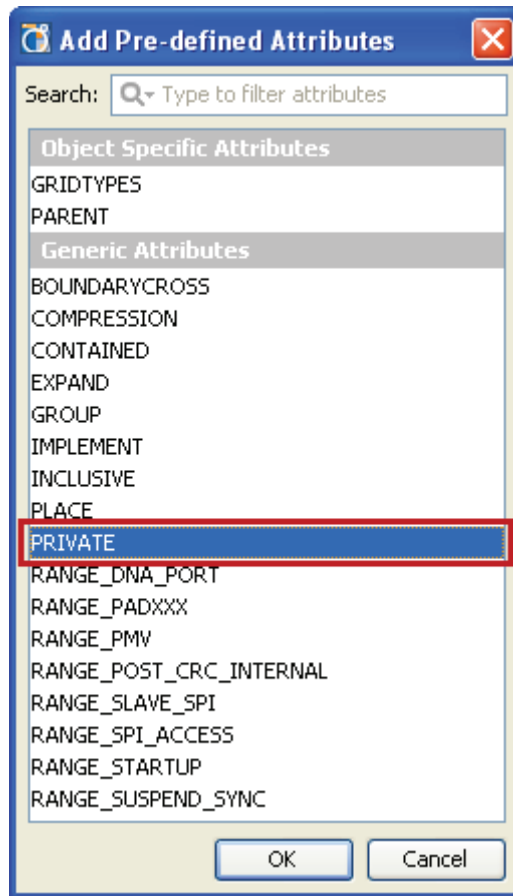 Add Pre-defined Attributes
Search: Type to filter attributes
Object Specific Attributes
GRIDTYPES
PARENT
Generic Attributes
BOUNDARYCROSS
COMPRESSION
CONTAINED
EXPAND
GROUP
IMPLEMENT
INCLUSIVE
PLACE
PRIVATE
RANGE_DNA_PORT
RANGE_PADXXX
RANGE_PMV
RANGE_POST_CRC_INTERNAL
RANGE_SLAVE_SPI
RANGE_SPI_ACCESS
RANGE_STARTUP
RANGE_SUSPEND_SYNC
OK Cancel